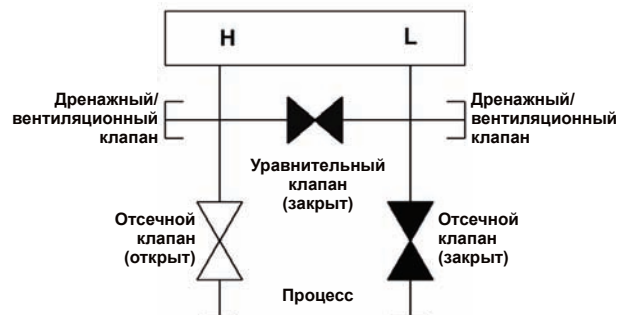 H
L
Дренажный/
вентиляционный
клапан
Дренажный/
вентиляционный
клапан
Уравнительный
клапан
(закрыт)
Отсечной
клапан
(открыт)
Отсечной
клапан
(закрыт)
Процесс